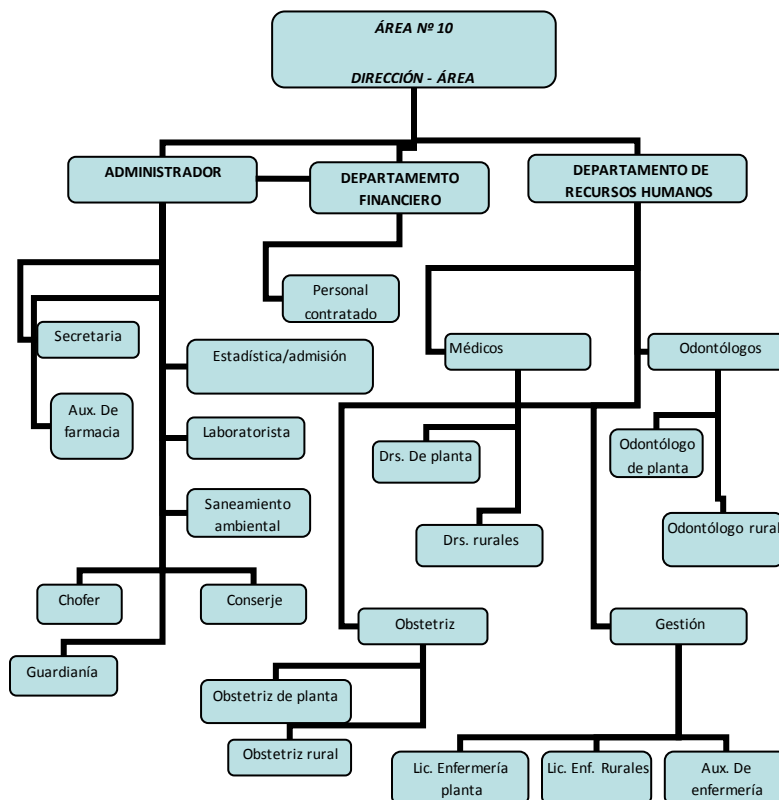 ÁREA Nº 10
DIRECCIÓN - ÁREA
ADMINISTRADOR
DEPARTAMEMTO
FINANCIERO
DEPARTAMENTO DE
RECURSOS HUMANOS
Personal
contratado
Secretaria
Estadística/admisión
Médicos
Odontólogos
Aux. De
farmacia
Laboratorista
Drs. De planta
Odontólogo
de planta
Saneamiento
ambiental
Drs. rurales
Odontólogo rural
Chofer
Conserje
Obstetriz
Gestión
Guardianía
Obstetriz de planta
Obstetriz rural
Lic. Enfermería
planta
Lic. Enf. Rurales
Aux. De
enfermería